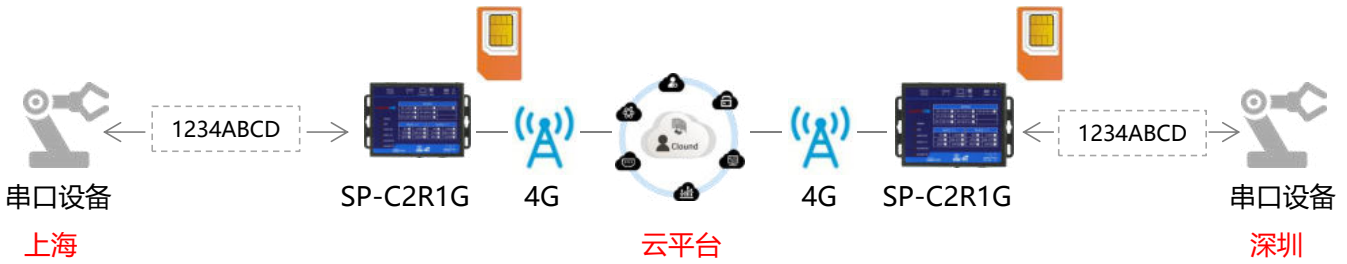 1234ABCD
1234ABCD
Clound
串口设备
SP-C2R1G
4G
4G
SP-C2R1G
串口设备
上海
云平台
深圳